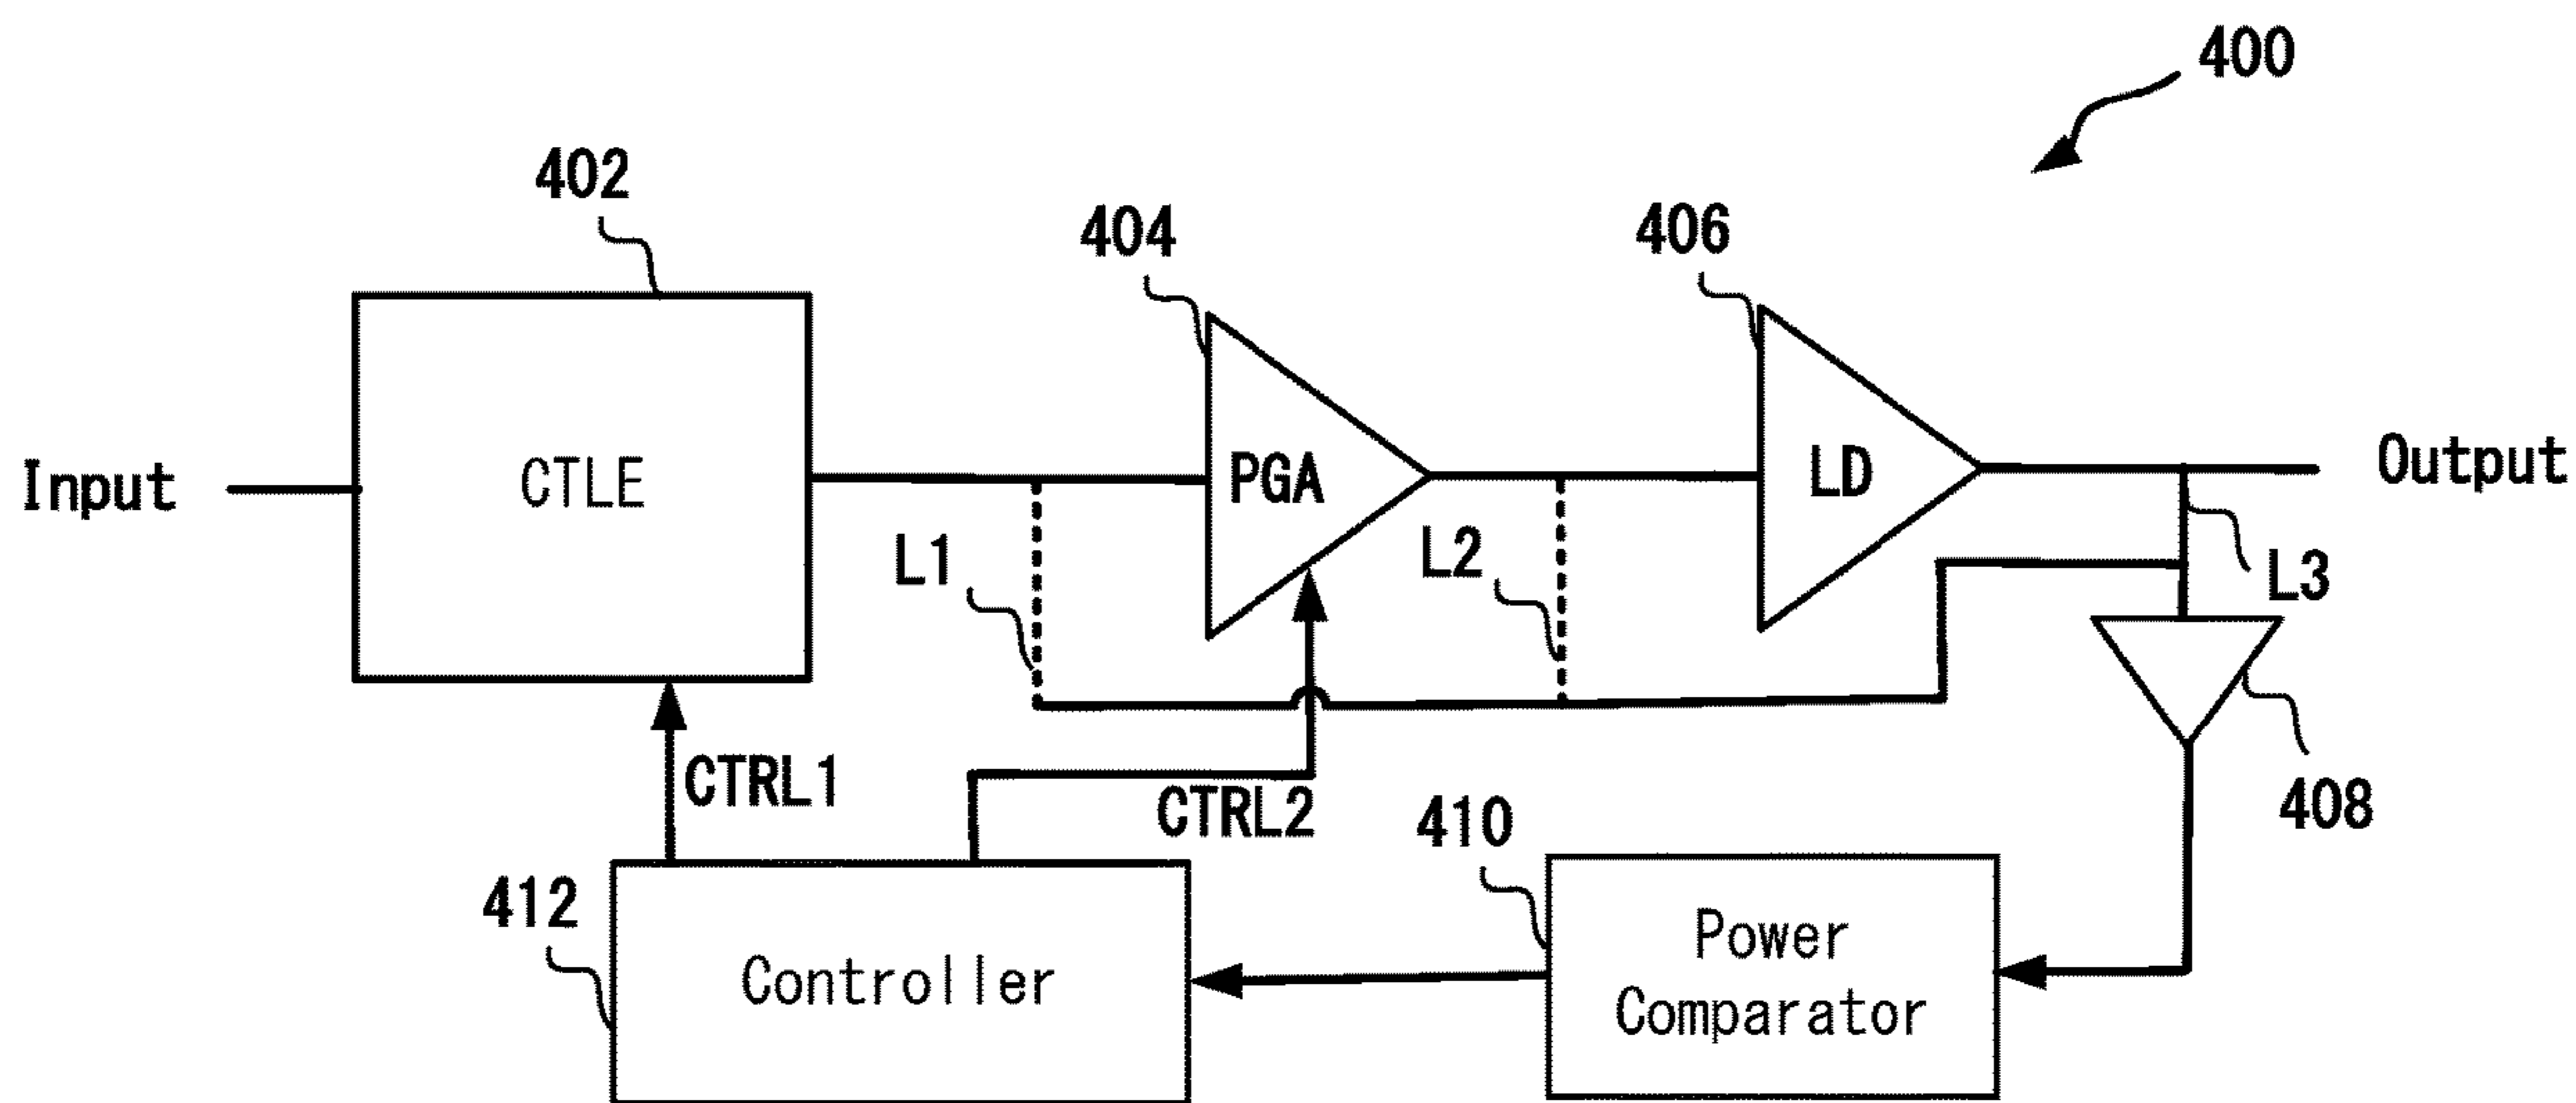 400
402
404
406
Input
CTLE
PGA
LD
Output
L1
L2
L3
CTRL1
CTRL2
408
410
412
Controller
Power
Comparator